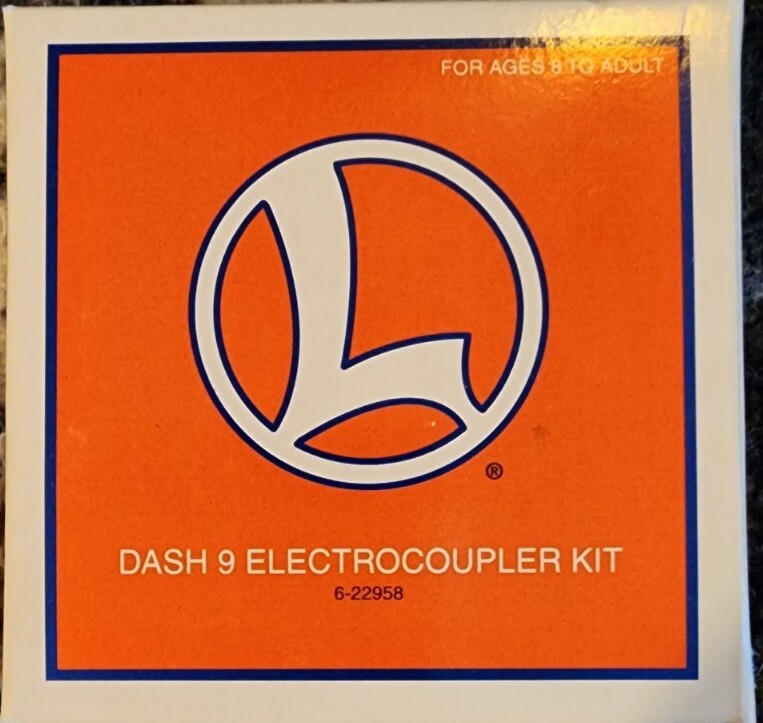 FOR AGES 8 TO ADULT
L
®
DASH 9 ELECTROCOUPLER KIT
6-22958